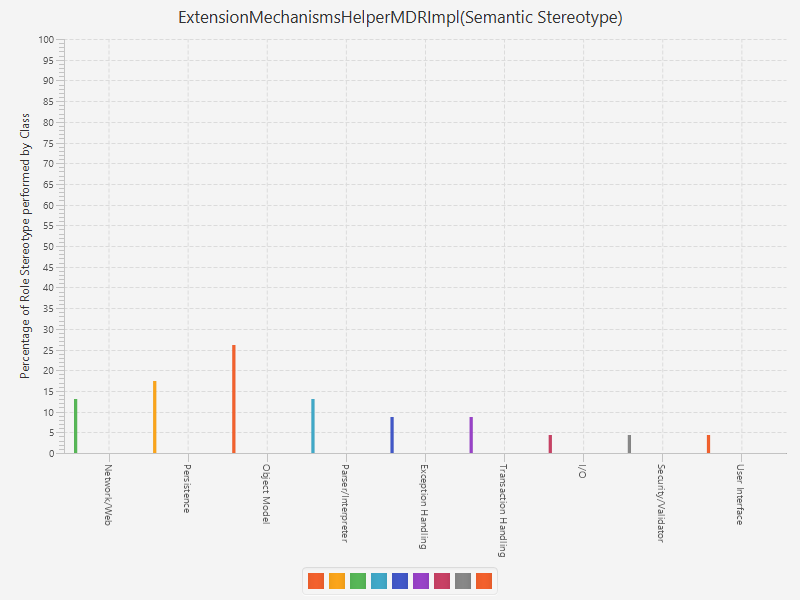 ExtensionMechanismsHelperMDRImpl(Semantic Stereotype)
Percentage of Role Stereotype performed by Class
100
95
90
85
80
75
70
65
60
55
50
45
40
35
30
25
20
15
10
5
0
Network/Web
Persistence
Object Model
Parser/Interpreter
Exception Handling
Transaction Handling
I/O
Security/Validator
User Interface